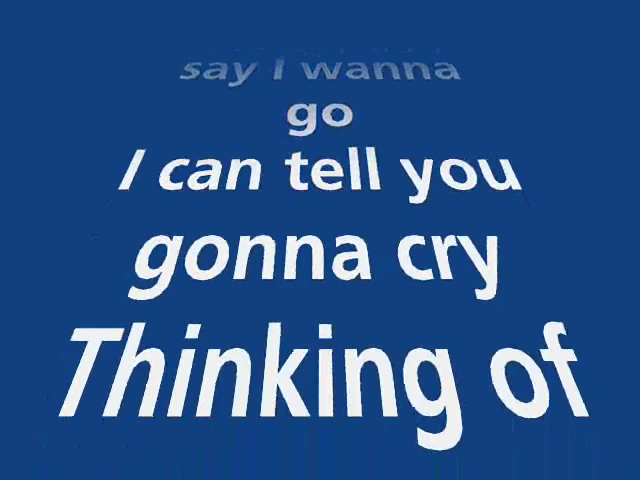 say I wanna
go
I can tell you
gonna cry
Thinking of